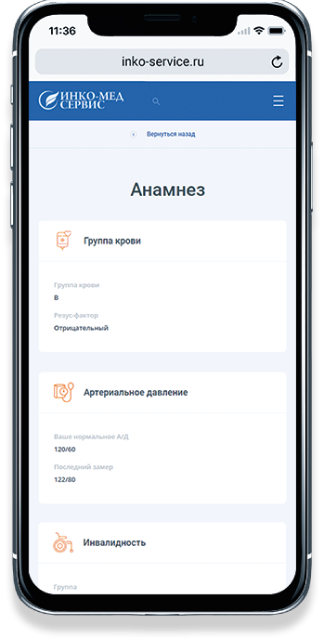 11:36
inko-service.ru
ИНКО-МЕД
СЕРВИС
Вернуться назад
Анамнез
Группа крови
Группа крови
B
Резус-фактор
Отрицательный
Артериальное давление
Ваше нормальное А/Д
120/60
Последний замер
122/80
Инвалидность
Группа